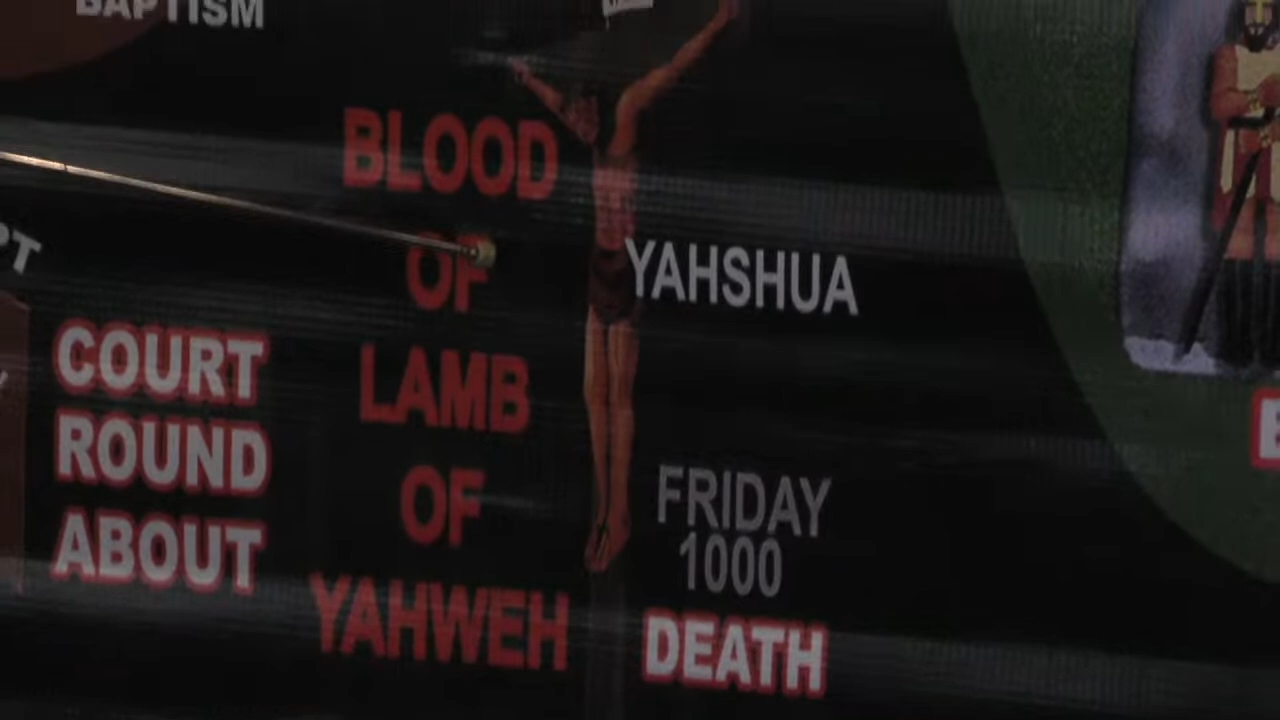 BAPTISM
BLOOD
OF
LAMB
OF
YAHWEH
YAHSHUA
COURT
ROUND
ABOUT
FRIDAY
1000
DEATH